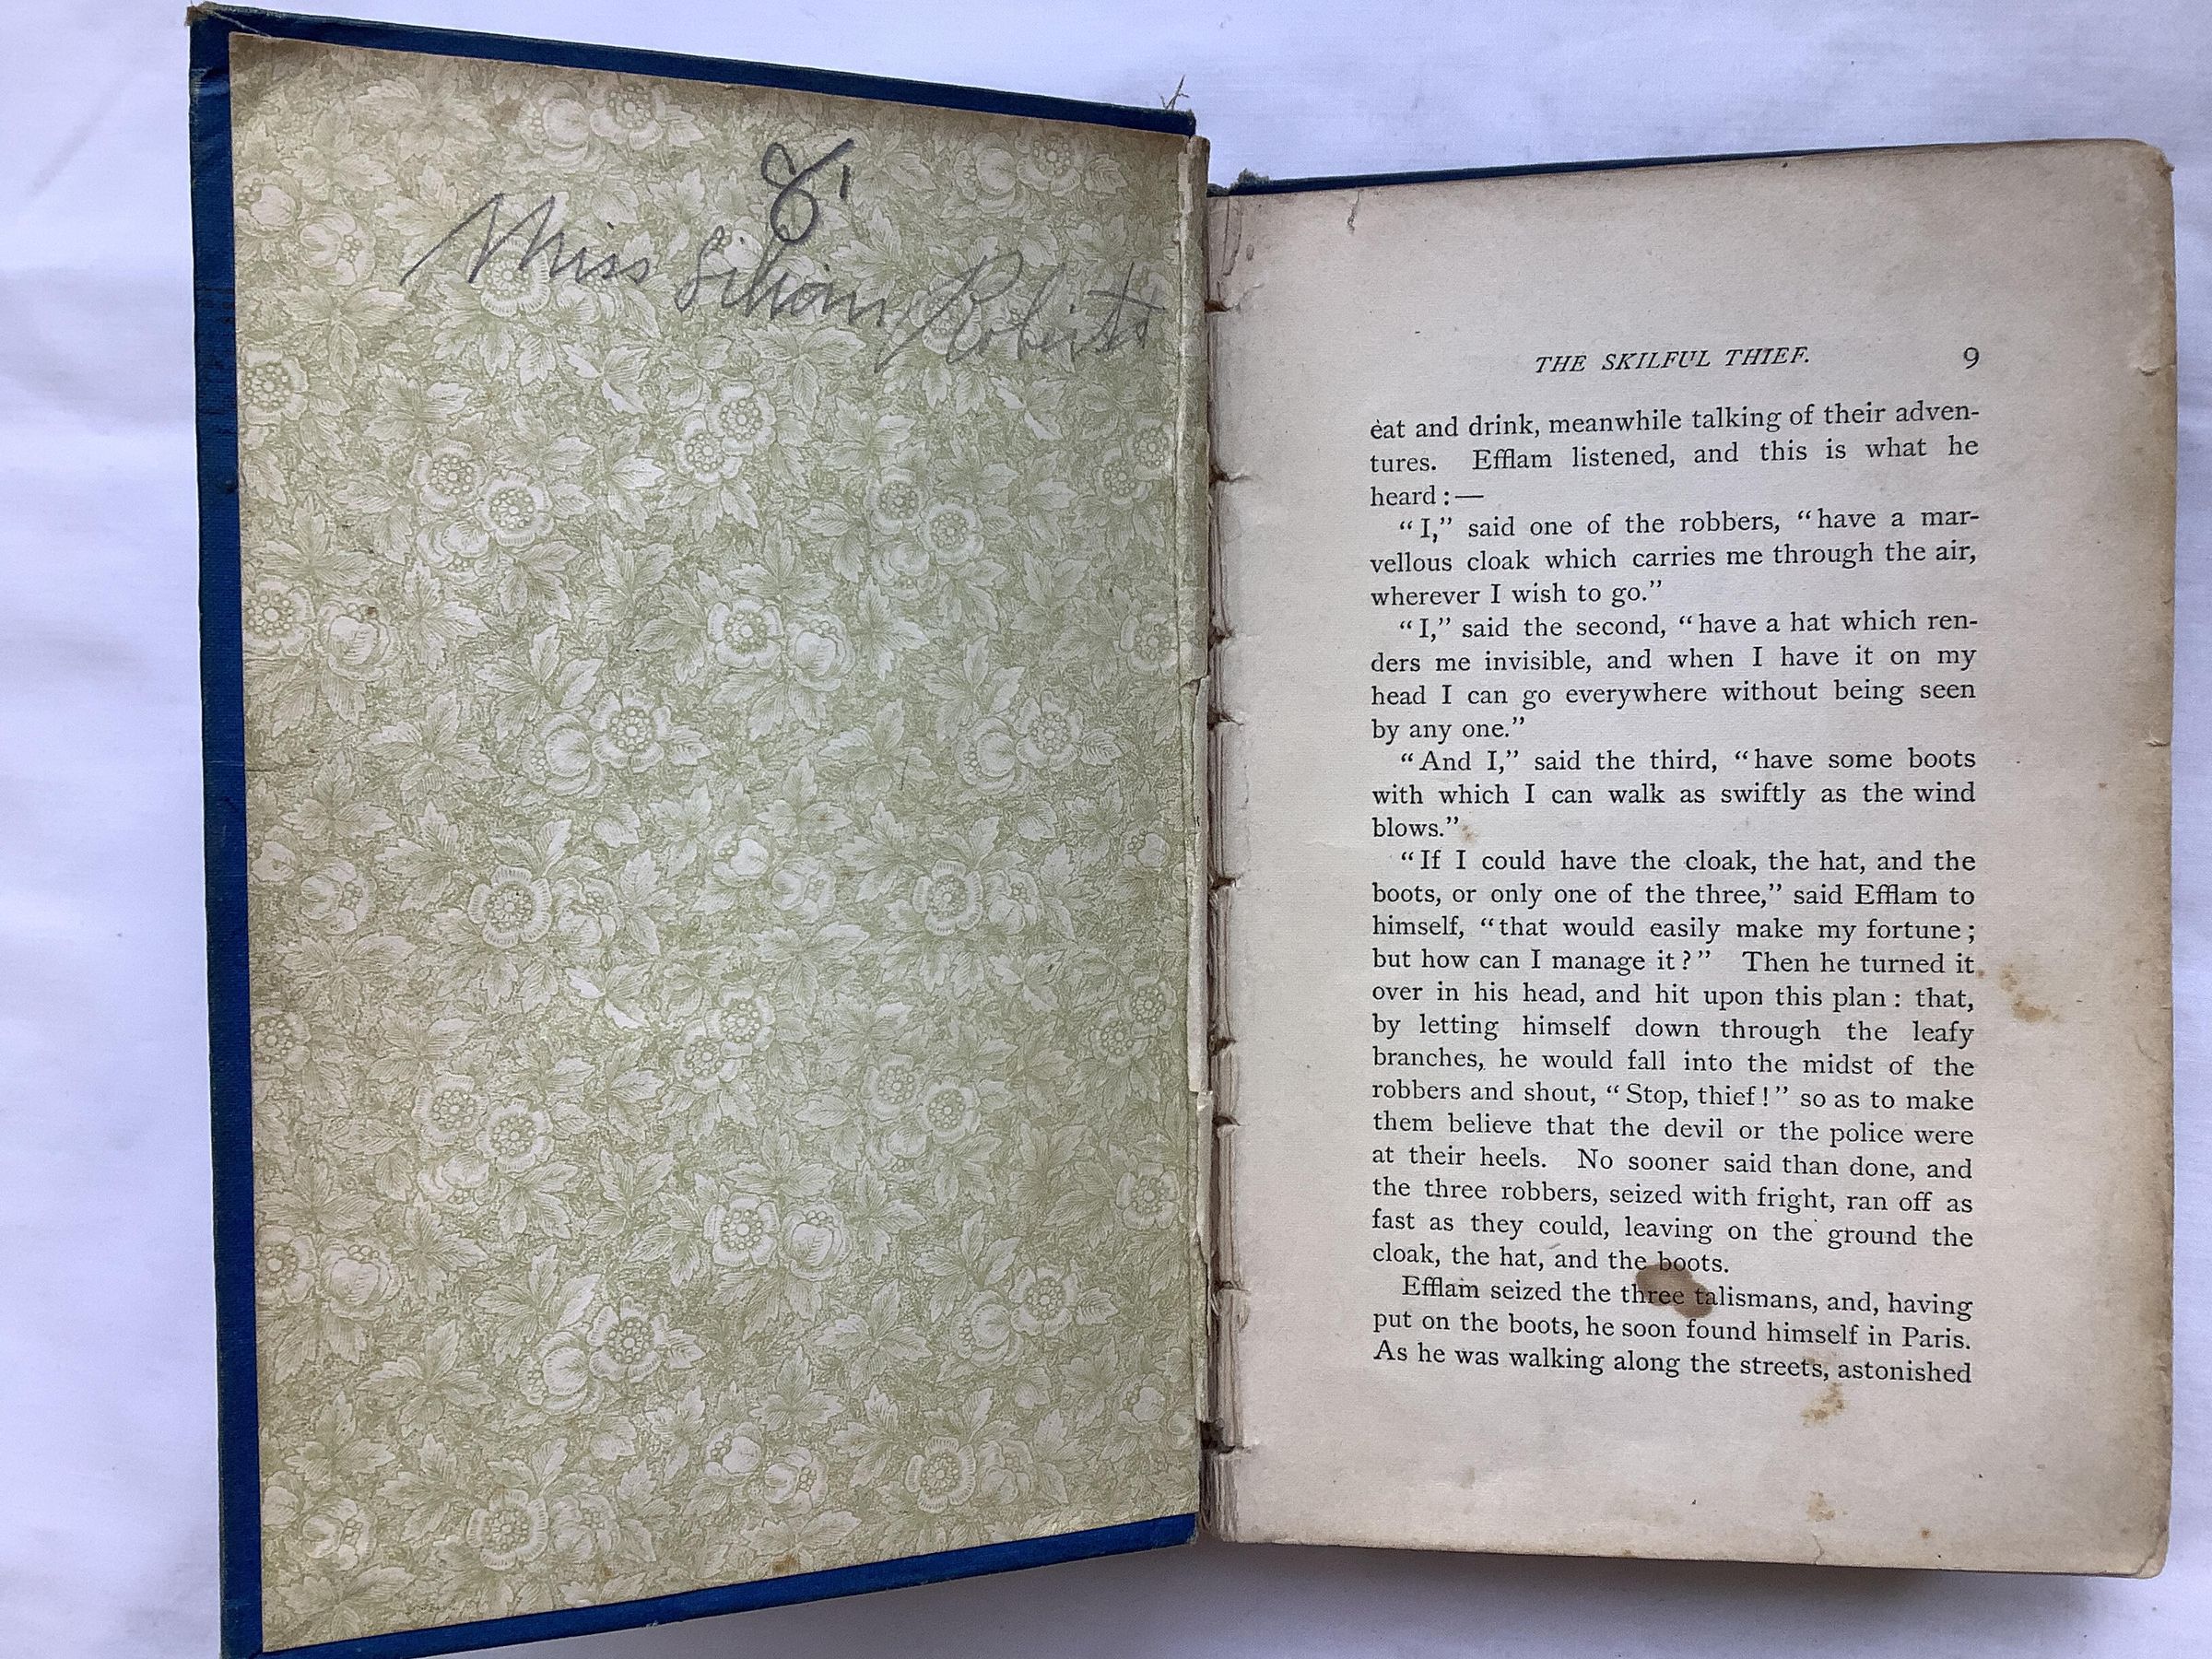 Miss Lilian Roberts
THE SKILFUL THIEF. 9
eat and drink, meanwhile talking of their adven-
tures. Efflam listened, and this is what he
heard :—
“I,” said one of the robbers, “have a mar-
vellous cloak which carries me through the air,
wherever I wish to go.”
“I,” said the second, “have a hat which ren-
ders me invisible, and when I have it on my
head I can go everywhere without being seen
by any one.”
“And I,” said the third, “have some boots
with which I can walk as swiftly as the wind
blows.”
“If I could have the cloak, the hat, and the
boots, or only one of the three,” said Efflam to
himself, “that would easily make my fortune ;
but how can I manage it ?” Then he turned it
over in his head, and hit upon this plan : that,
by letting himself down through the leafy
branches, he would fall into the midst of the
robbers and shout, “Stop, thief !” so as to make
them believe that the devil or the police were
at their heels. No sooner said than done, and
the three robbers, seized with fright, ran off as
fast as they could, leaving on the ground the
cloak, the hat, and the boots.
Efflam seized the three talismans, and, having
put on the boots, he soon found himself in Paris.
As he was walking along the streets, astonished